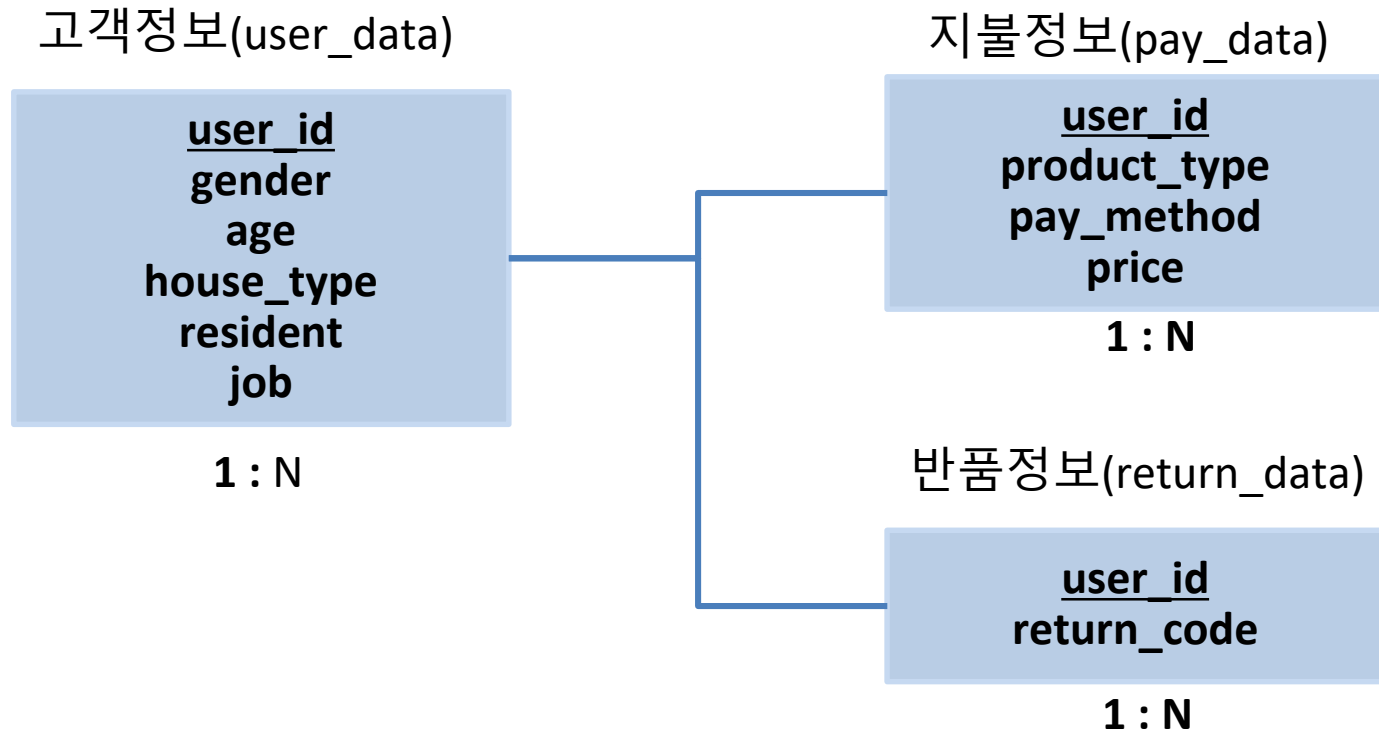 고객정보(user_data)
user_id
gender
age
house_type
resident
job
1 : N
지불정보(pay_data)
user_id
product_type
pay_method
price
1 : N
반품정보(return_data)
user_id
return_code
1 : N